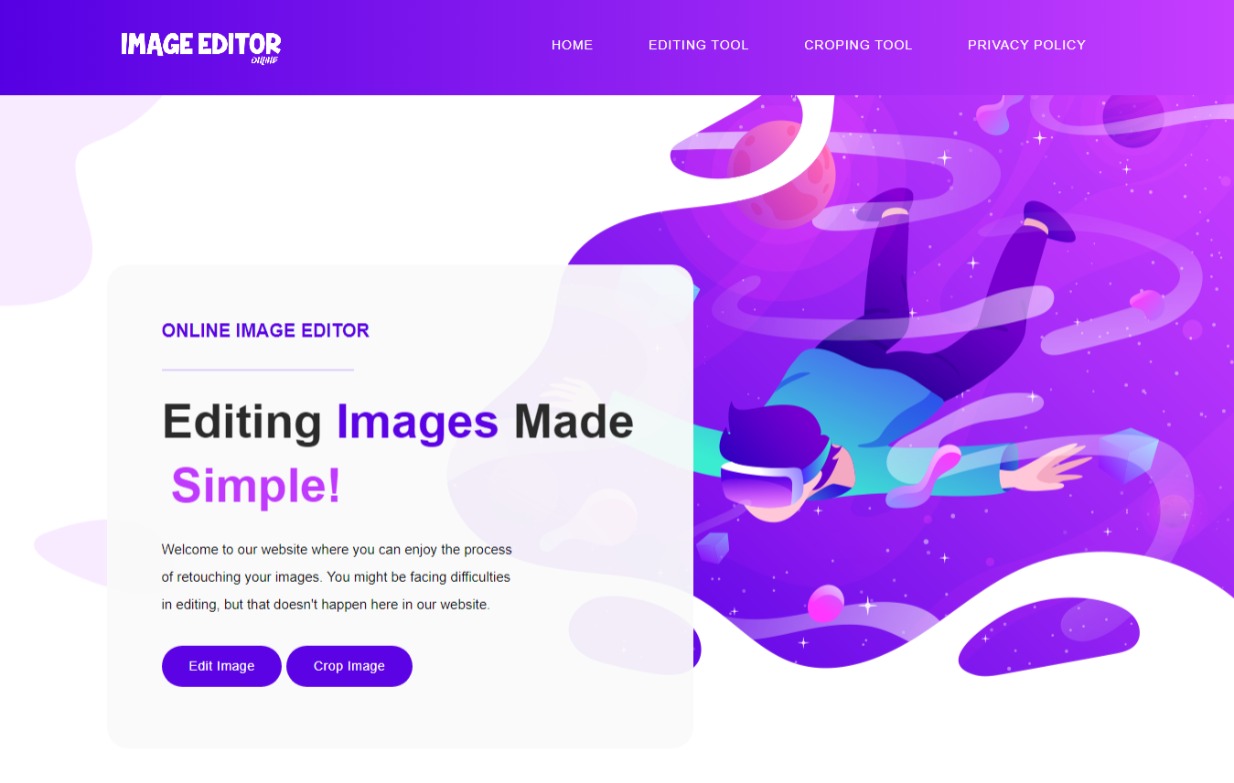 IMAGE EDITOR
ONLINE
HOME
EDITING TOOL
CROPING TOOL
PRIVACY POLICY
ONLINE IMAGE EDITOR
Editing Images Made
Simple!
Welcome to our website where you can enjoy the process
of retouching your images. You might be facing difficulties
in editing, but that doesn't happen here in our website.
Edit Image
Crop Image